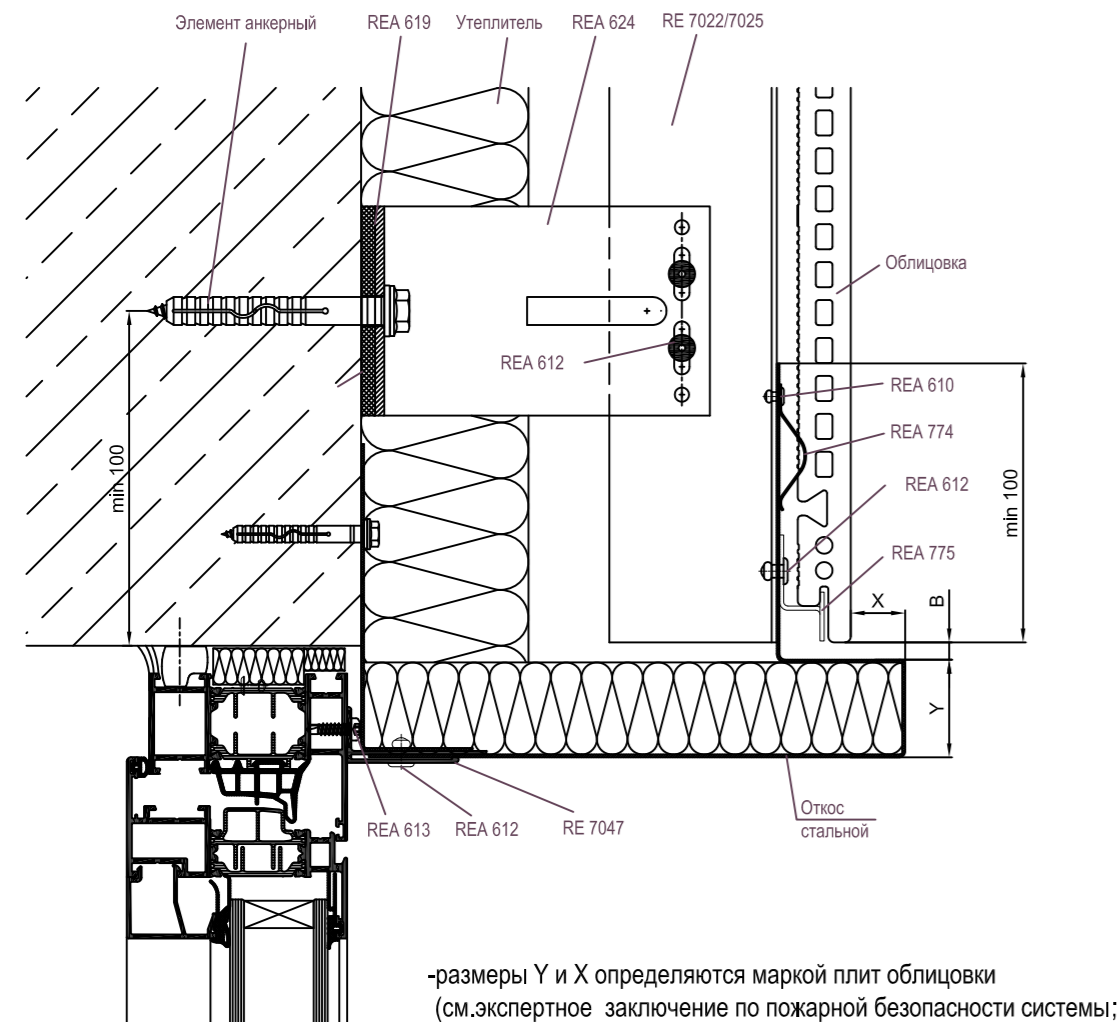 Элемент анкерный
REA 619
Утеплитель
REA 624
RE 7022/7025
Облицовка
REA 612
REA 610
REA 774
REA 612
REA 775
min 100
min 100
X
B
Y
REA 613
REA 612
RE 7047
Откос
стальной
-размеры Y и X определяются маркой плит облицовки
(см.экспертное заключение по пожарной безопасности системы;